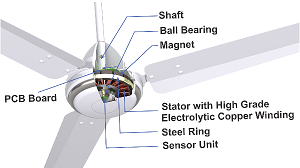 Shaft
Ball Bearing
Magnet
PCB Board
Stator with High Grade
Electrolytic Copper Winding
Steel Ring
Sensor Unit